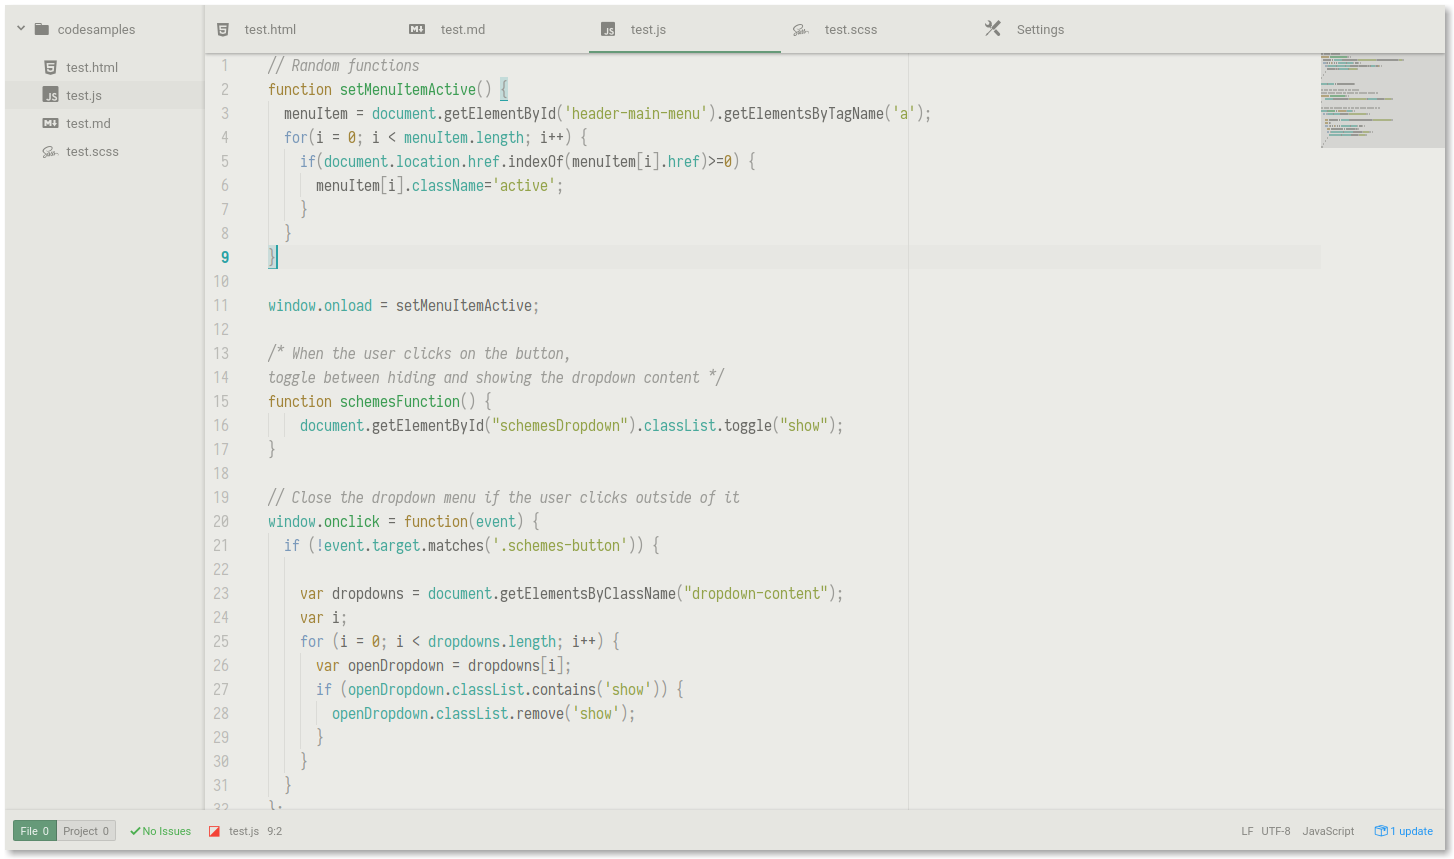 codesamples
test.html
test.js
test.md
test.scss
test.html test.md test.js test.scss Settings
1 // Random functions
2 function setMenuItemActive() {
3   menuItem = document.getElementById('header-main-menu').getElementsByTagName('a');
4   for(i = 0; i < menuItem.length; i++) {
5     if(document.location.href.indexOf(menuItem[i].href)>=0) {
6       menuItem[i].className='active';
7     }
8   }
9 }
10
11 window.onload = setMenuItemActive;
12
13 /* When the user clicks on the button,
14 toggle between hiding and showing the dropdown content */
15 function schemesFunction() {
16     document.getElementById("schemesDropdown").classList.toggle("show");
17 }
18
19 // Close the dropdown menu if the user clicks outside of it
20 window.onclick = function(event) {
21   if (!event.target.matches('.schemes-button')) {
22
23     var dropdowns = document.getElementsByClassName("dropdown-content");
24     var i;
25     for (i = 0; i < dropdowns.length; i++) {
26       var openDropdown = dropdowns[i];
27       if (openDropdown.classList.contains('show')) {
28         openDropdown.classList.remove('show');
29       }
30     }
31   }
32 };
File 0 Project 0 No Issues test.js 9:2 LF UTF-8 JavaScript 1 update